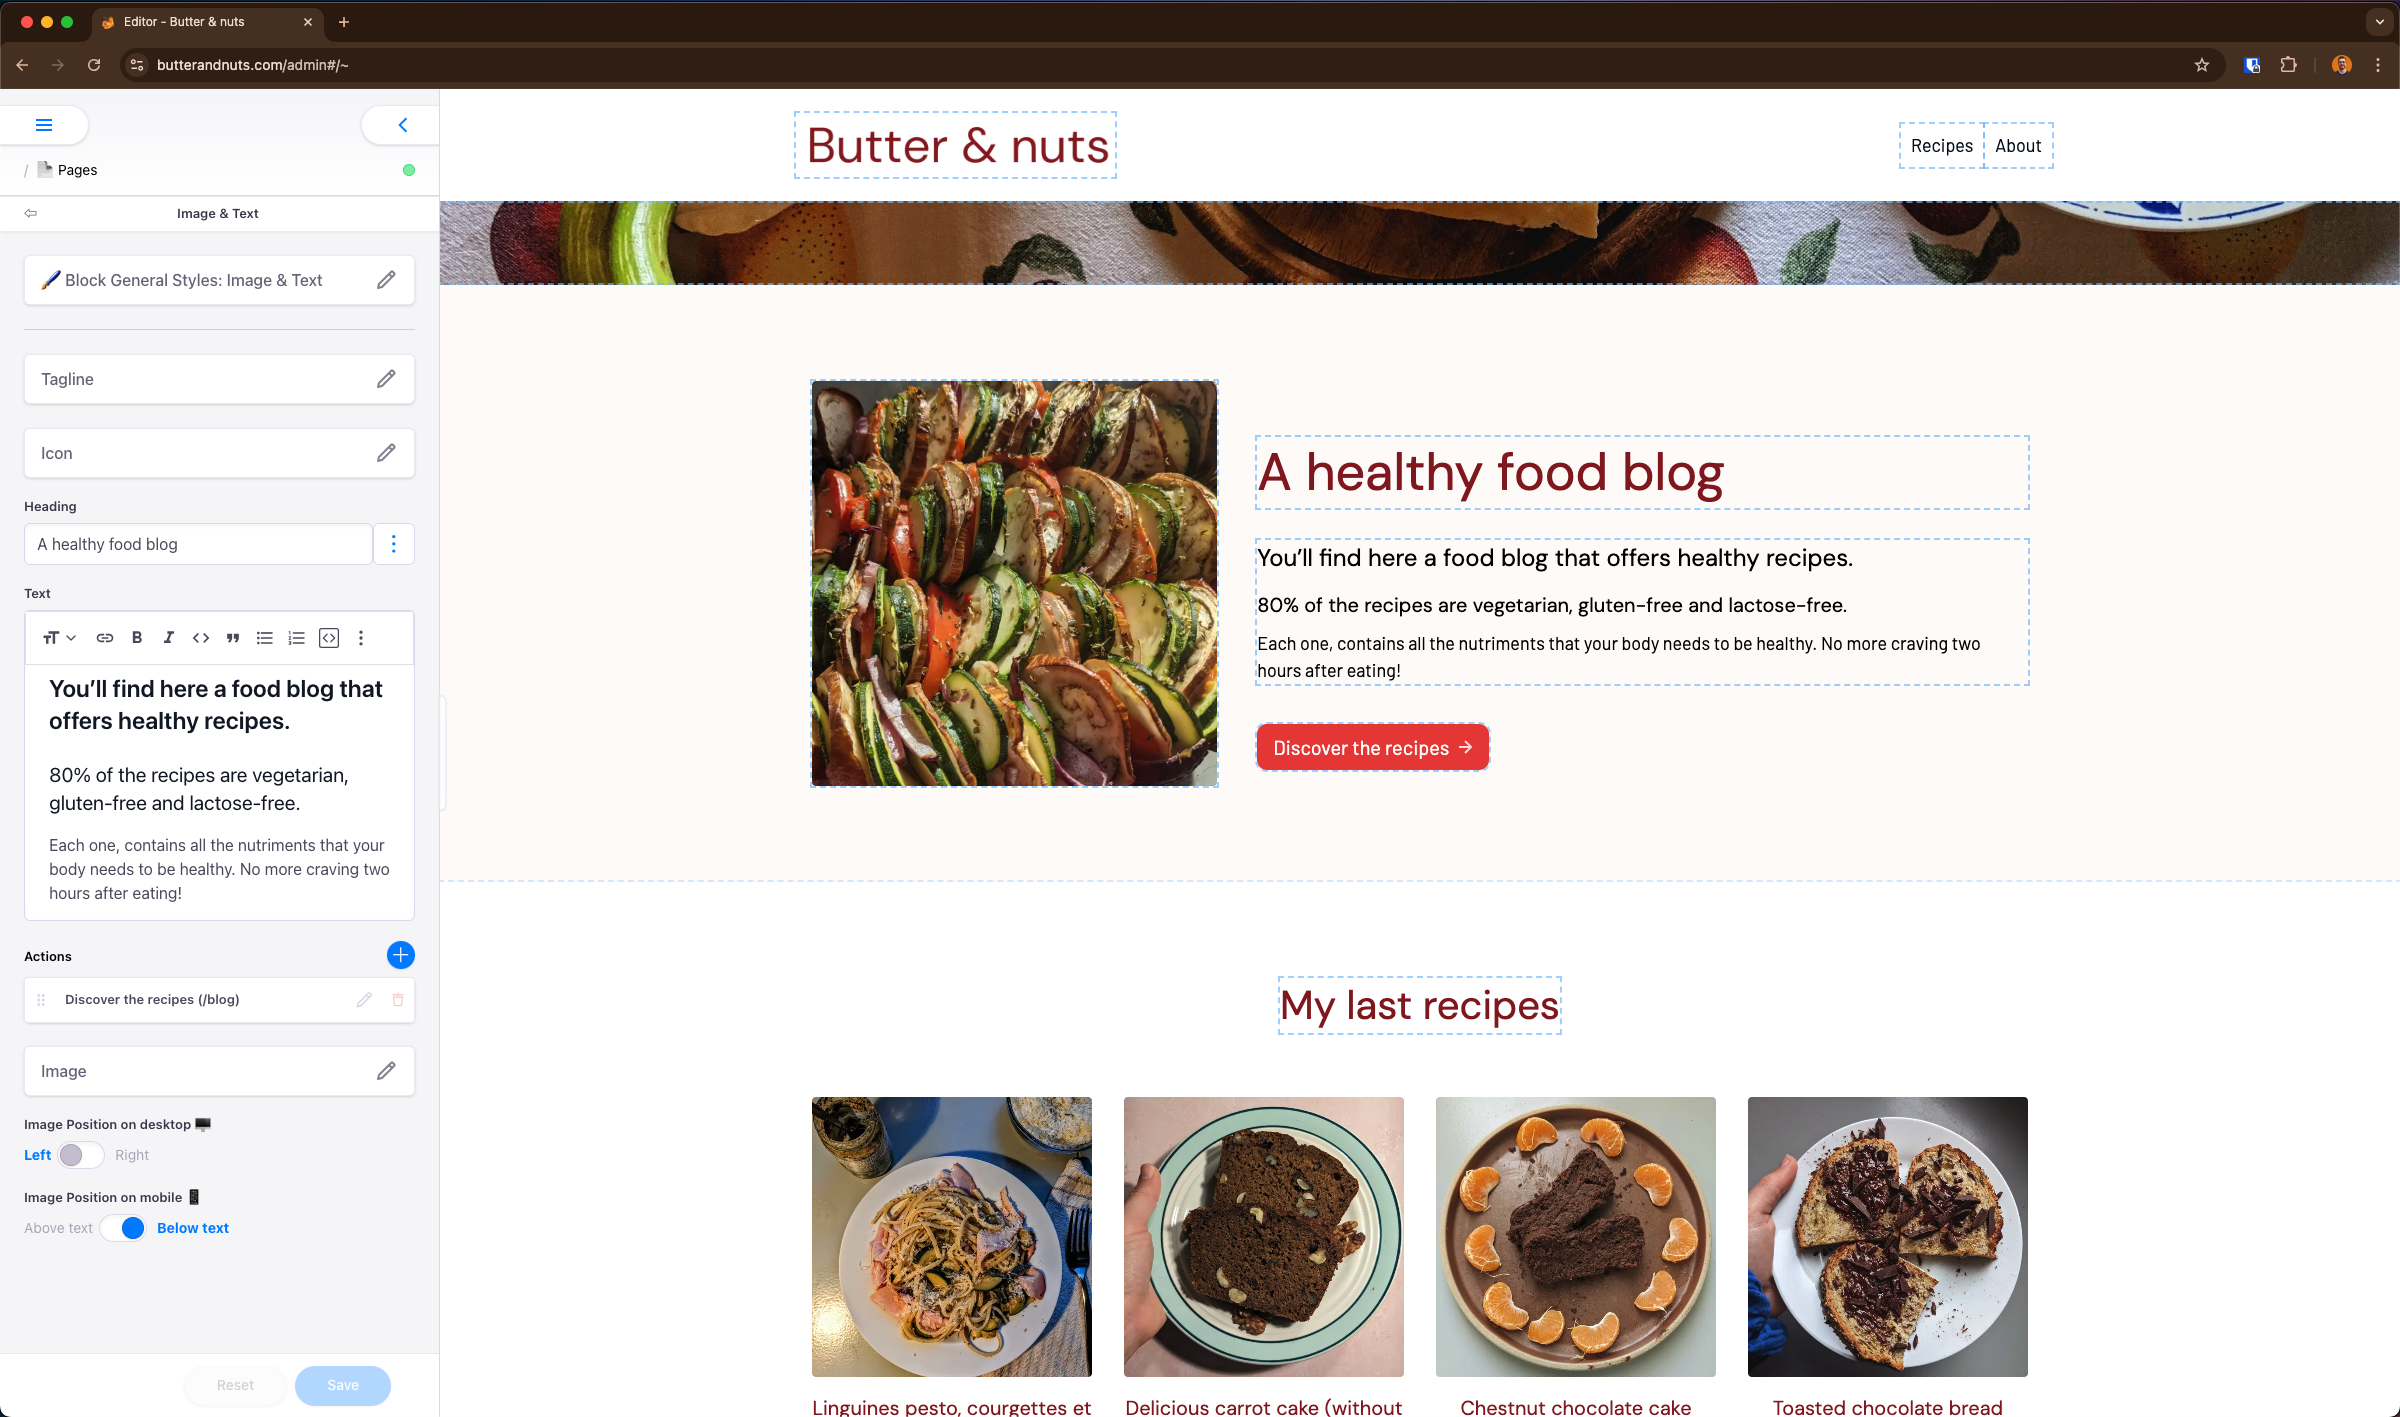 Editor - Butter & nuts
butterandnuts.com/admin#/~
/ Pages
Image & Text
Block General Styles: Image & Text
Tagline
Icon
Heading
A healthy food blog
Text
You’ll find here a food blog that
offers healthy recipes.
80% of the recipes are vegetarian,
gluten-free and lactose-free.
Each one, contains all the nutriments that your
body needs to be healthy. No more craving two
hours after eating!
Actions
Discover the recipes (/blog)
Image
Image Position on desktop
Left Right
Image Position on mobile
Above text Below text
Reset Save
Butter & nuts
Recipes About
A healthy food blog
You’ll find here a food blog that offers healthy recipes.
80% of the recipes are vegetarian, gluten-free and lactose-free.
Each one, contains all the nutriments that your body needs to be healthy. No more craving two
hours after eating!
Discover the recipes →
My last recipes
Linguines pesto, courgettes et
Delicious carrot cake (without
Chestnut chocolate cake
Toasted chocolate bread